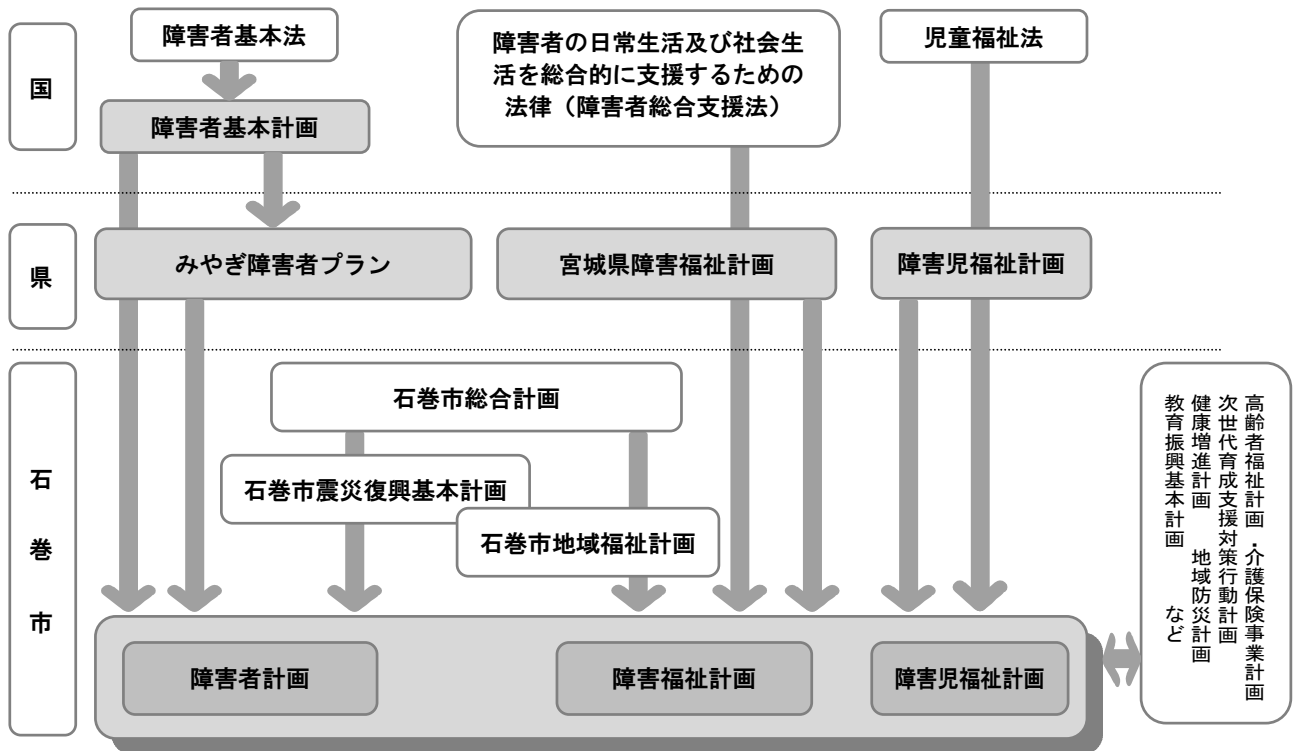 国
障害者基本法
障害者の日常生活及び社会生
活を総合的に支援するための
法律（障害者総合支援法）
児童福祉法
障害者基本計画
県
みやぎ障害者プラン
宮城県障害福祉計画
障害児福祉計画
石巻市
石巻市総合計画
石巻市震災復興基本計画
石巻市地域福祉計画
障害者計画
障害福祉計画
障害児福祉計画
高齢者福祉計画・介護保険事業計画
次世代育成支援対策行動計画
健康増進計画　地域防災計画
教育振興基本計画　など